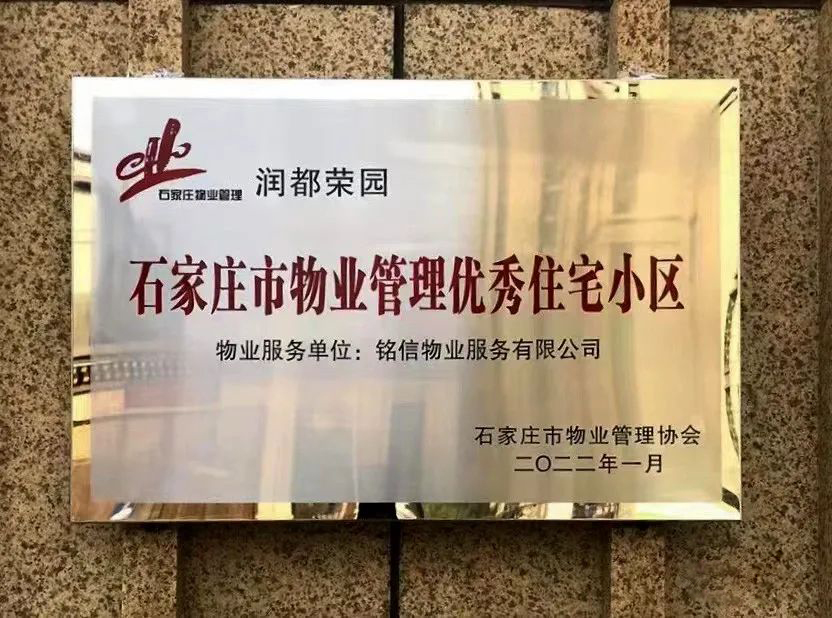 石家庄物业管理
润都荣园
石家庄市物业管理优秀住宅小区
物业服务单位：铭信物业服务有限公司
石家庄市物业管理协会
二〇二二年一月